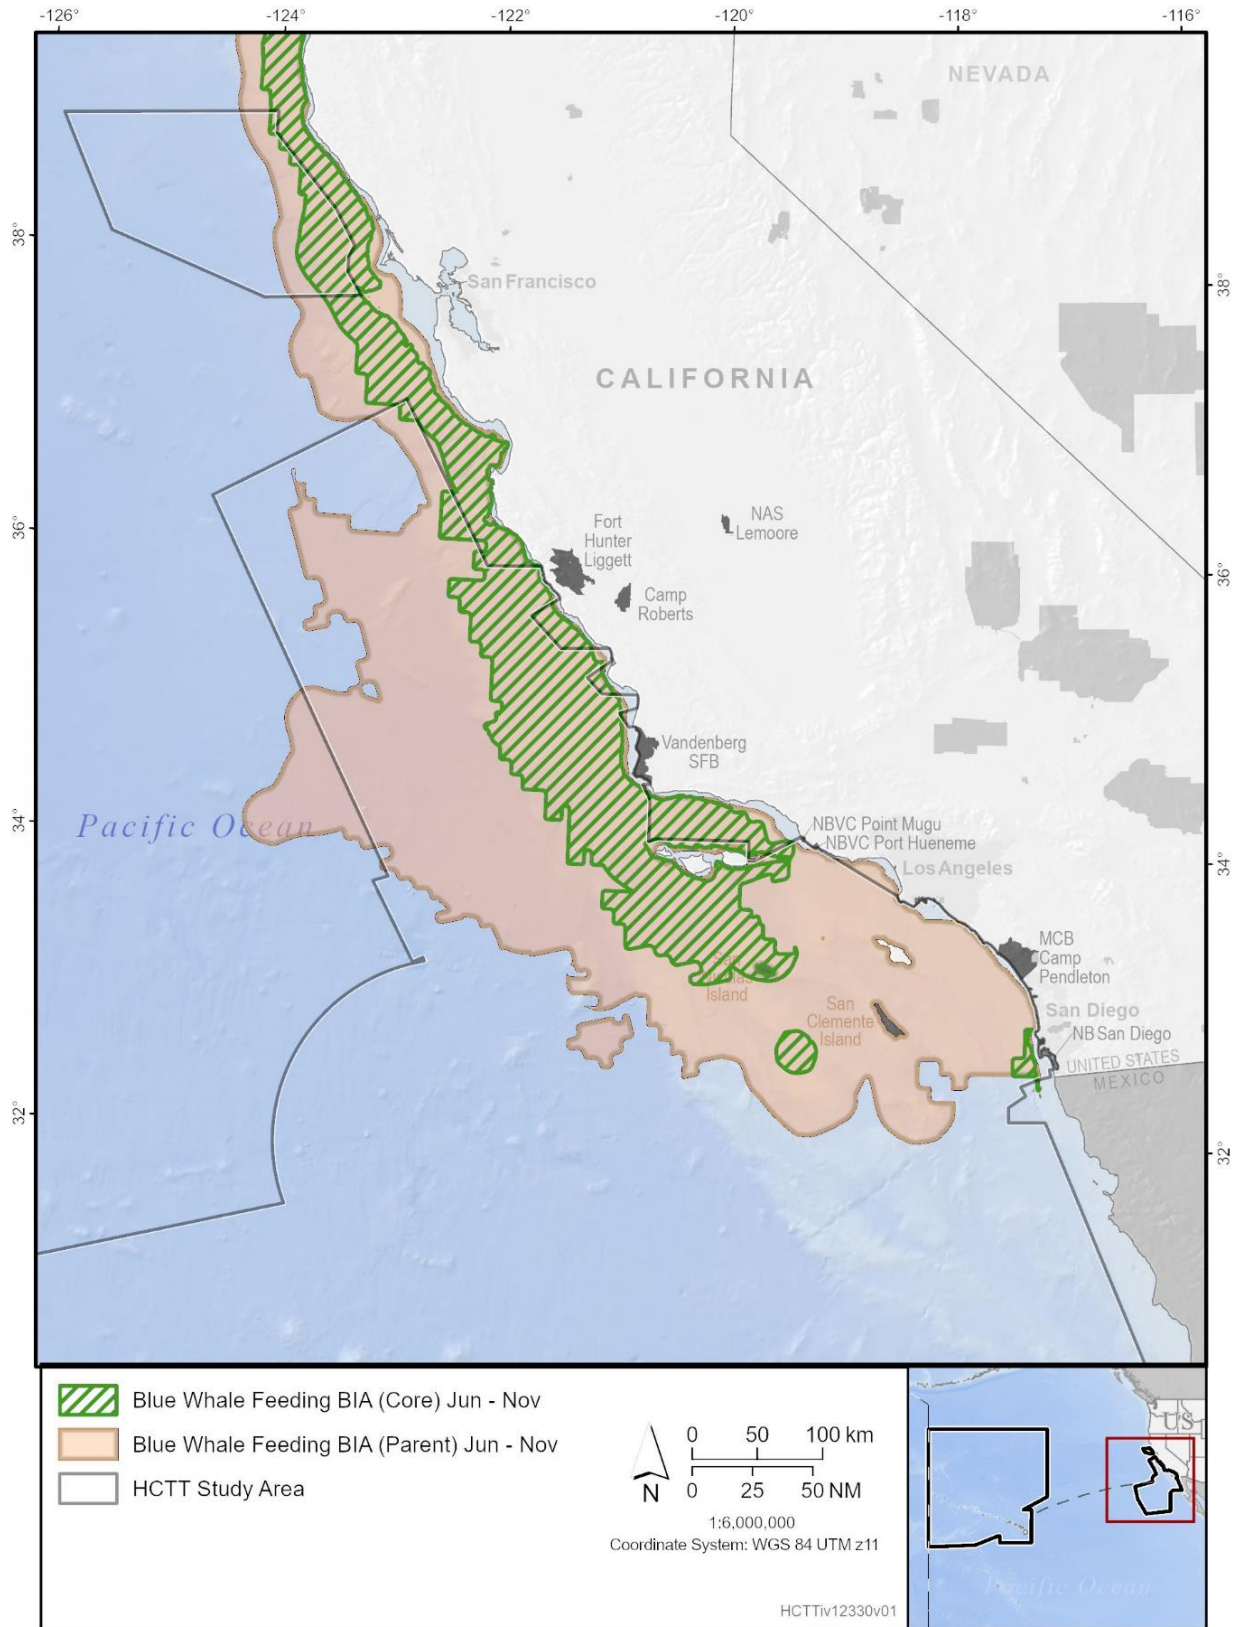 -126°
-124°
-122°
-120°
-118°
-116°
NEVADA
38°
38°
San Francisco
CALIFORNIA
36°
36°
Fort
Hunter
Liggett
NAS
Lemoore
Camp
Roberts
Vandenberg
SFB
34°
34°
Pacific Ocean
NBVC Point Mugu
NBVC Port Hueneme
Los Angeles
MCB
Camp
Pendleton
San
Island
San
Clemente
Island
San Diego
NB San Diego
UNITED STATES
MEXICO
32°
32°
Blue Whale Feeding BIA (Core) Jun - Nov
Blue Whale Feeding BIA (Parent) Jun - Nov
HCTT Study Area
N
0 50 100 km
0 25 50 NM
1:6,000,000
Coordinate System: WGS 84 UTM z11
HCTTiv12330v01
US
Pacific Ocean